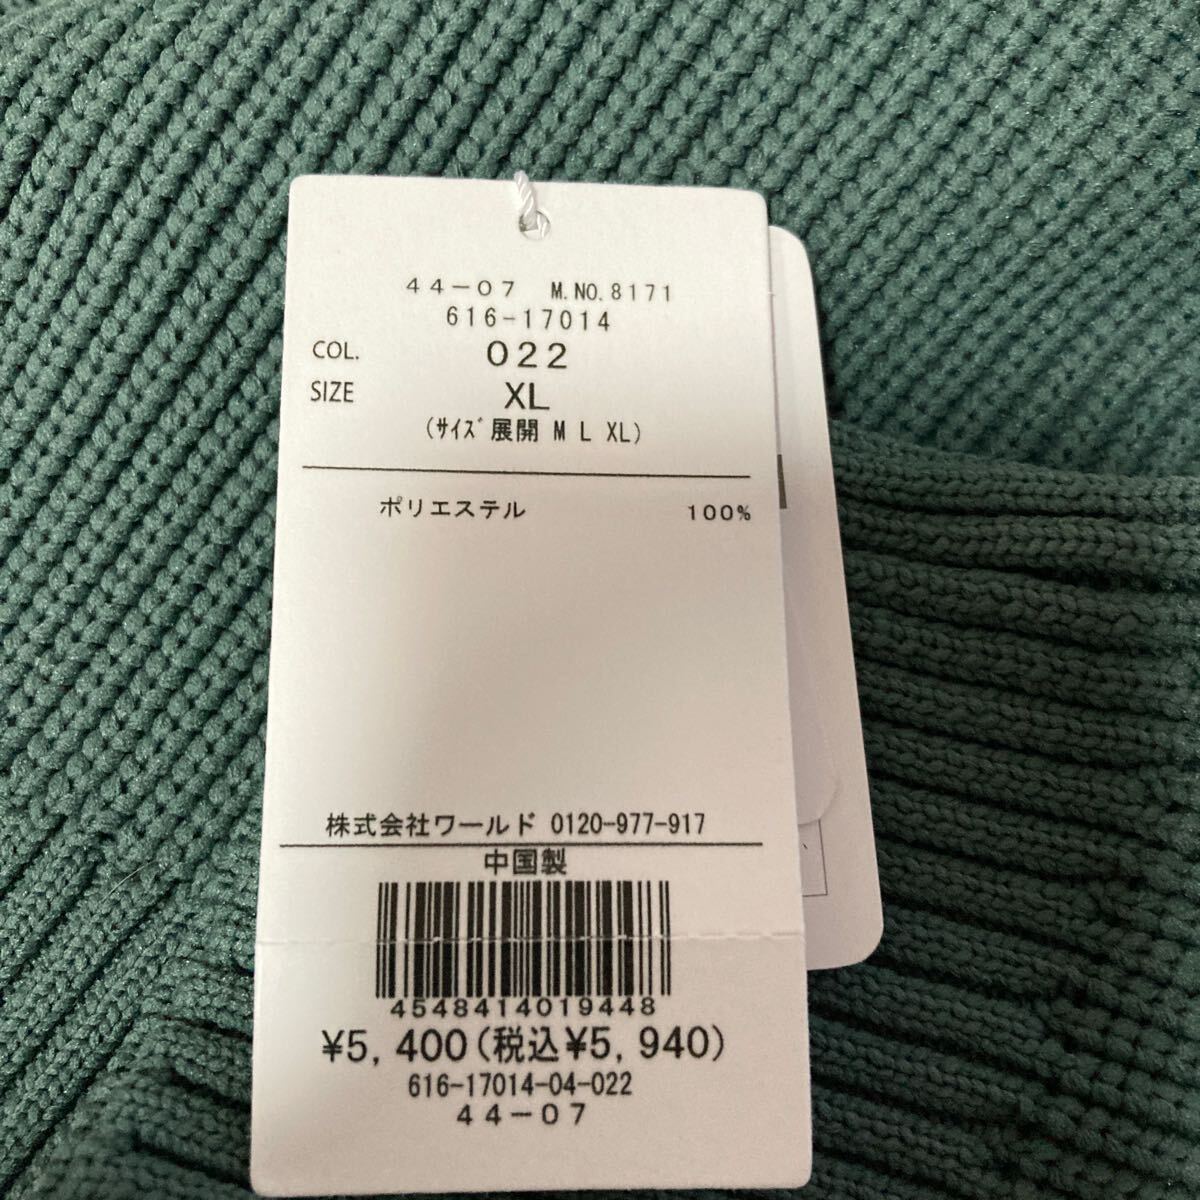 44-07 M.NO.8171
616-17014
COL. 022
SIZE XL
(ｻｲｽﾞ展開 M L XL)
ポリエステル 100%
株式会社ワールド 0120-977-917
中国製
4548414019448
¥5,400(税込¥5,940)
616-17014-04-022
44-07